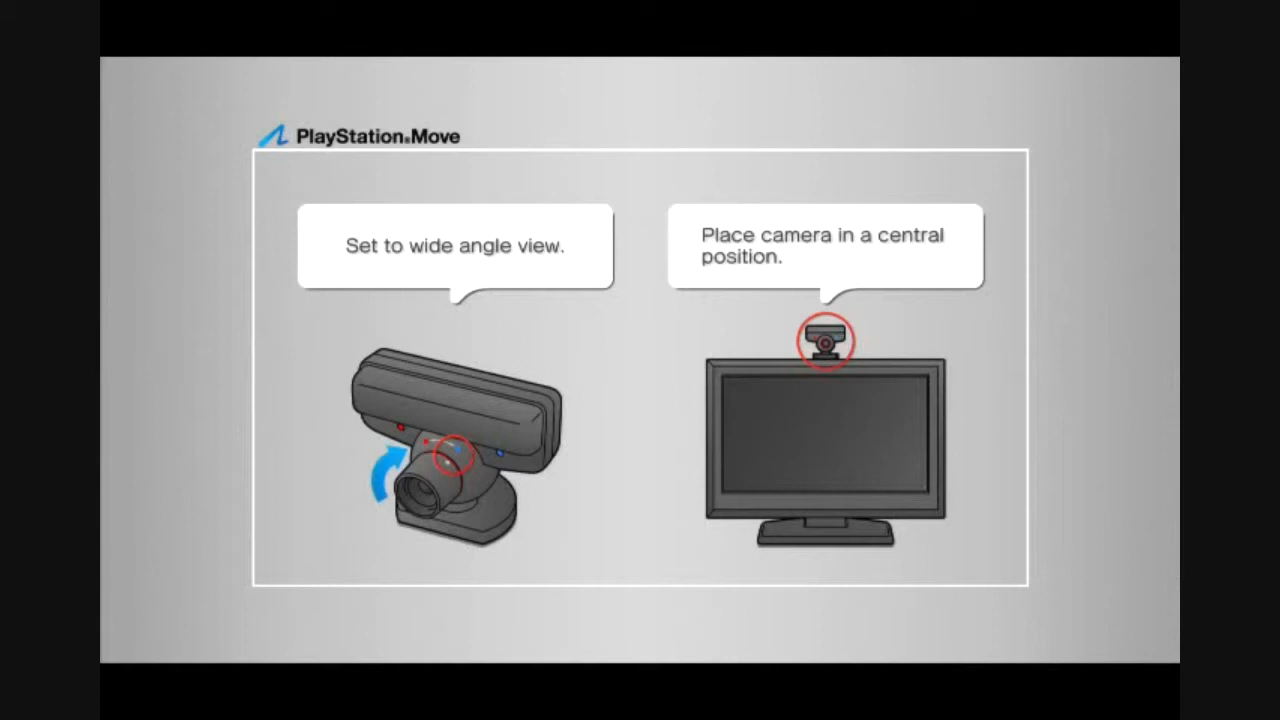 PlayStation®Move
Set to wide angle view.
Place camera in a central
position.